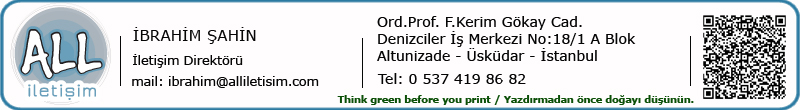 ALL
iletişim
İBRAHİM ŞAHİN
İletişim Direktörü
mail: ibrahim@alliletisim.com
Ord.Prof. F.Kerim Gökay Cad.
Denizciler İş Merkezi No:18/1 A Blok
Altunizade - Üsküdar - İstanbul
Tel: 0 537 419 86 82
Think green before you print / Yazdırmadan önce doğayı düşünün.